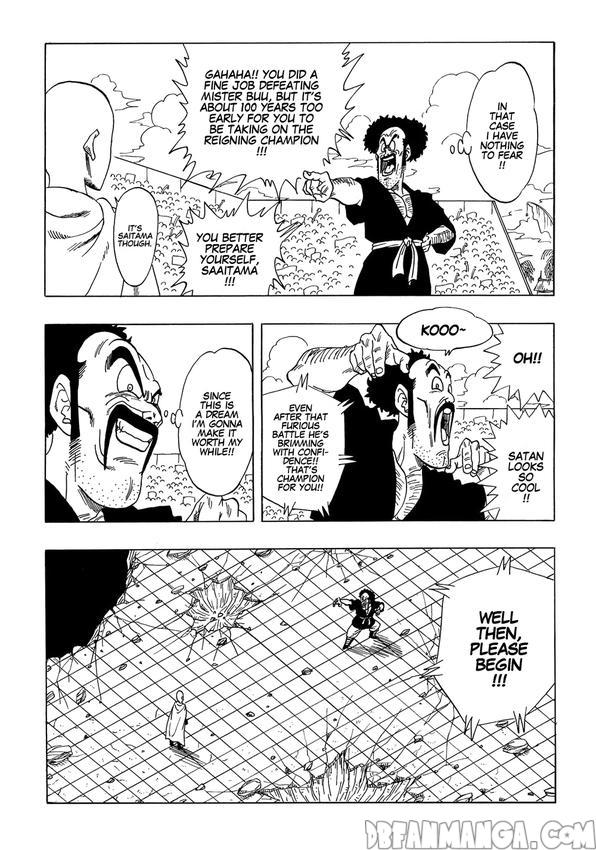 IN
THAT
CASE
I HAVE
NOTHING
TO FEAR
!!
GAHAHA!! YOU DID A
FINE JOB DEFEATING
MISTER BUU, BUT IT'S
ABOUT 100 YEARS TOO
EARLY FOR YOU TO
BE TAKING ON THE
REIGNING CHAMPION
!!!
YOU BETTER
PREPARE
YOURSELF,
SAAITAMA
!!!
IT'S
SAITAMA
THOUGH.
SINCE
THIS IS
A DREAM
I'M GONNA
MAKE IT
WORTH MY
WHILE!!
KOOO~
OH!!
SATAN
LOOKS
SO
COOL !!
EVEN
AFTER THAT
FURIOUS
BATTLE HE'S
BRIMMING
WITH CONFI-
DENCE!!
THAT'S
CHAMPION
FOR YOU!!
WELL
THEN,
PLEASE
BEGIN
!!!
DBFANMANGA.COM